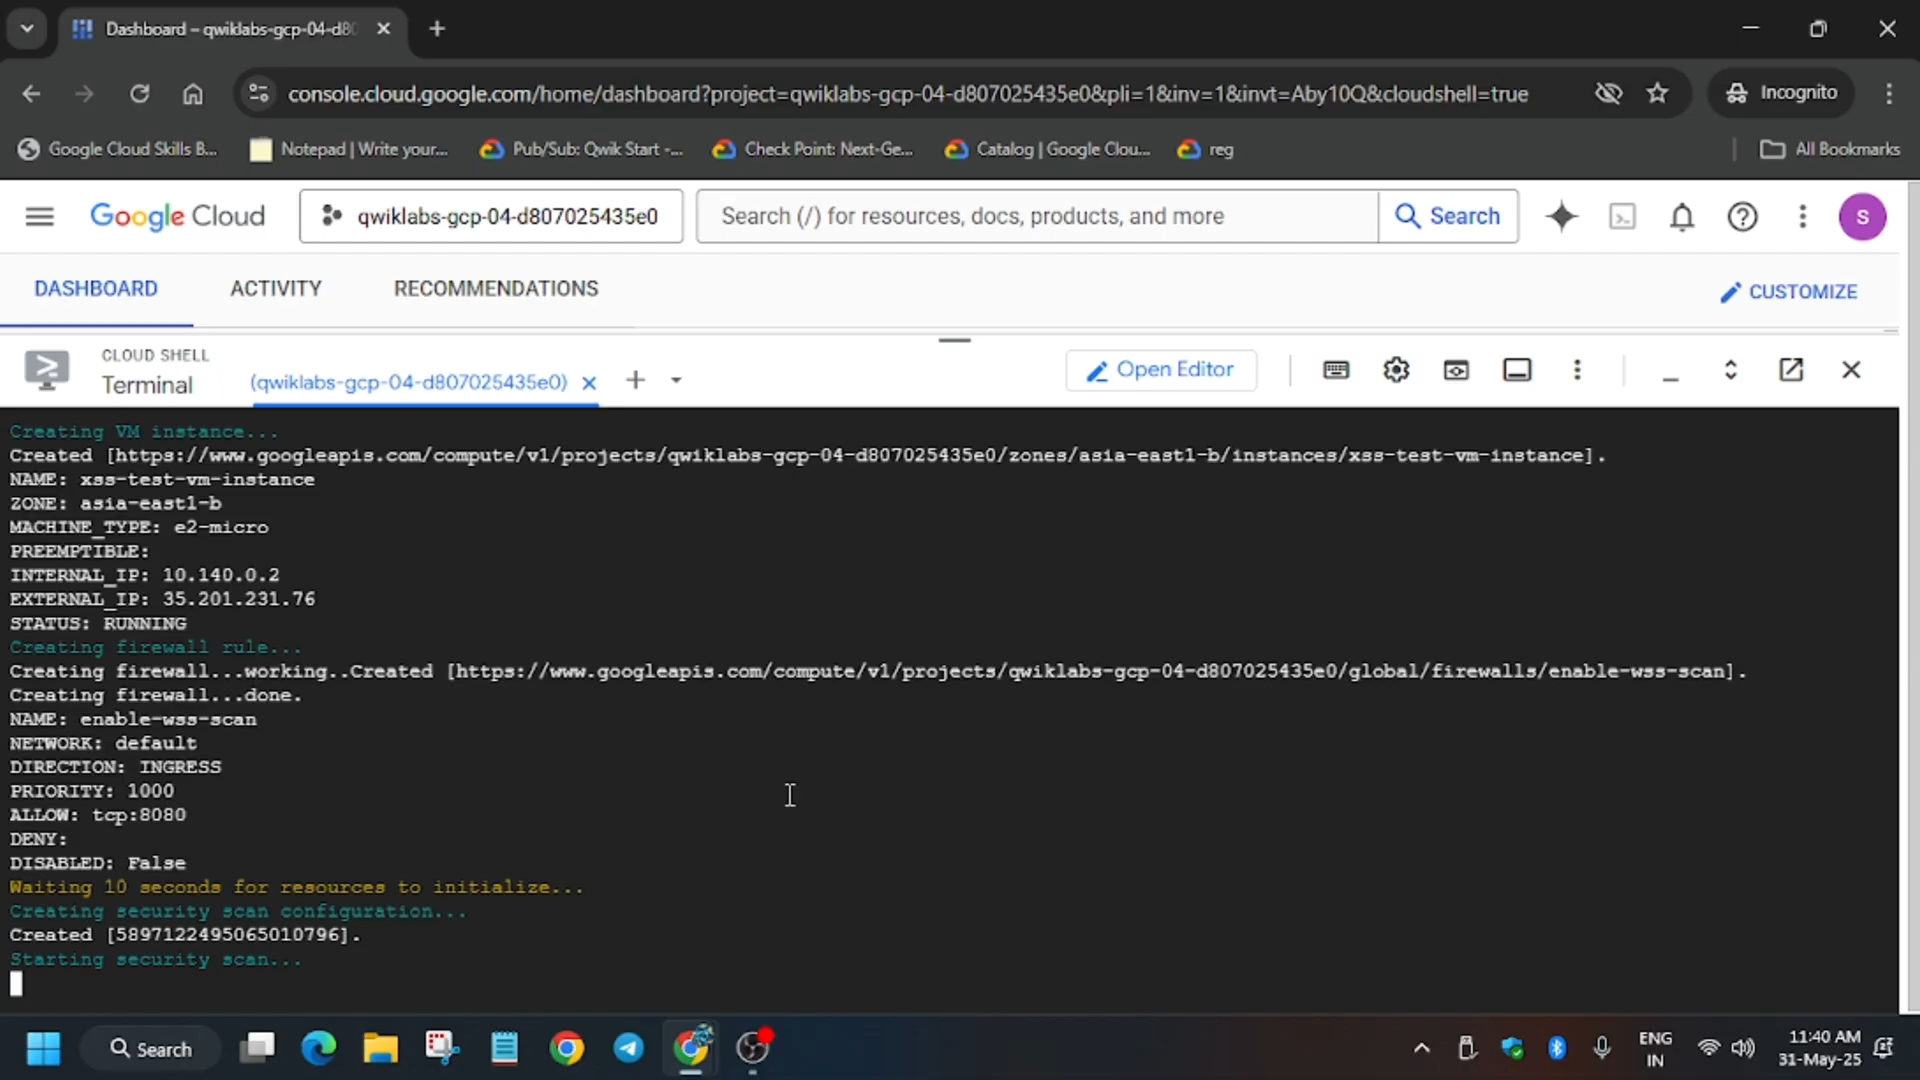 Dashboard – qwiklabs-gcp-04-d80
console.cloud.google.com/home/dashboard?project=qwiklabs-gcp-04-d807025435e0&pli=1&inv=1&invt=Aby10Q&cloudshell=true
Incognito
Google Cloud Skills B...
Notepad | Write your...
Pub/Sub: Qwik Start -...
Check Point: Next-Ge...
Catalog | Google Clou...
reg
All Bookmarks
Google Cloud
qwiklabs-gcp-04-d807025435e0
Search (/) for resources, docs, products, and more
Search
S
DASHBOARD
ACTIVITY
RECOMMENDATIONS
CUSTOMIZE
CLOUD SHELL
Terminal
(qwiklabs-gcp-04-d807025435e0)
Open Editor
Creating VM instance...
Created [https://www.googleapis.com/compute/v1/projects/qwiklabs-gcp-04-d807025435e0/zones/asia-east1-b/instances/xss-test-vm-instance].
NAME: xss-test-vm-instance
ZONE: asia-east1-b
MACHINE_TYPE: e2-micro
PREEMPTIBLE:
INTERNAL_IP: 10.140.0.2
EXTERNAL_IP: 35.201.231.76
STATUS: RUNNING
Creating firewall rule...
Creating firewall...working..Created [https://www.googleapis.com/compute/v1/projects/qwiklabs-gcp-04-d807025435e0/global/firewalls/enable-wss-scan].
Creating firewall...done.
NAME: enable-wss-scan
NETWORK: default
DIRECTION: INGRESS
PRIORITY: 1000
ALLOW: tcp:8080
DENY:
DISABLED: False
Waiting 10 seconds for resources to initialize...
Creating security scan configuration...
Created [5897122495065010796].
Starting security scan...
Search
ENG
IN
11:40 AM
31-May-25